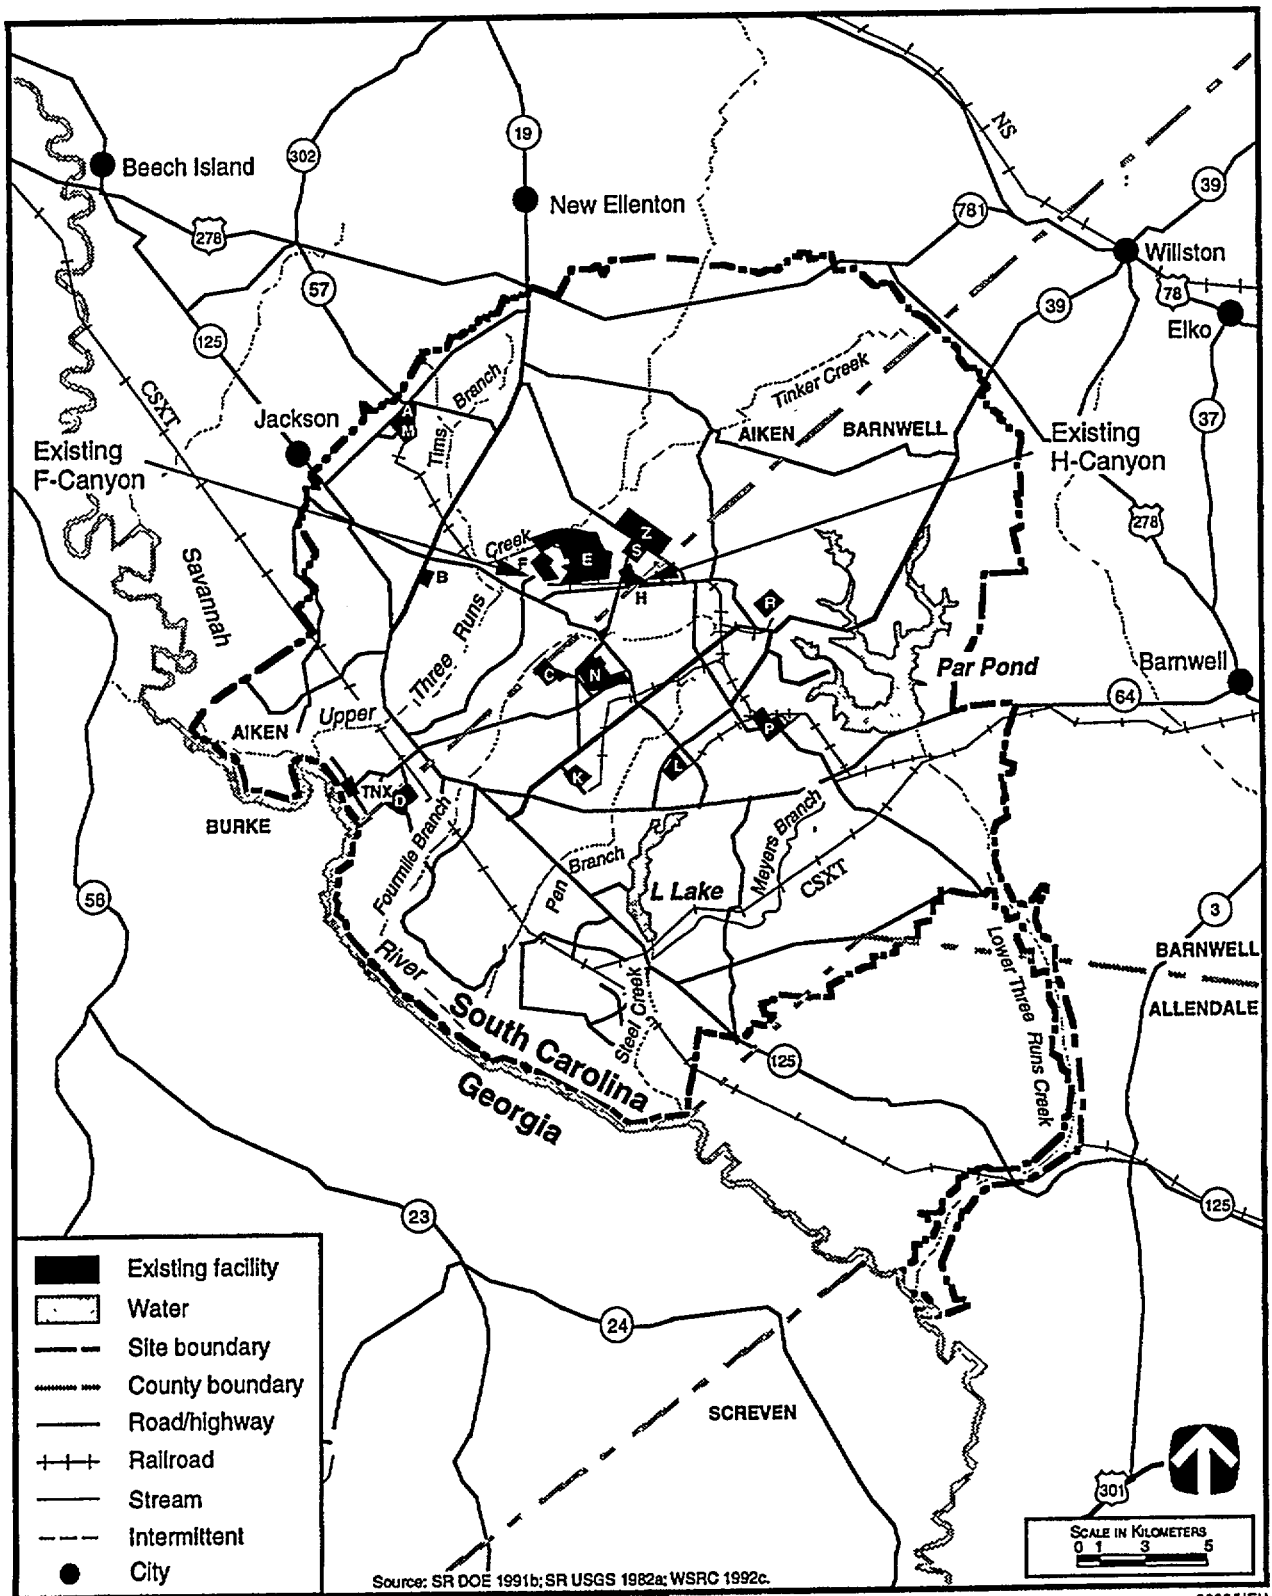 NS
19
302
Beech Island
39
New Ellenton
781
278
Willston
57
78
39
Elko
125
CSXT
Tims
Branch
Tinker Creek
Jackson
A
M
37
AIKEN
BARNWELL
Existing
F-Canyon
Existing
H-Canyon
278
Z
S
Creek
F
E
Savannah
B
H
R
Three Runs
Par Pond
Barnwell
C
N
64
Upper
AIKEN
P
K
L
TNX
D
BURKE
Fourmile Branch
Meyers Branch
Pen Branch
CSXT
L Lake
56
3
BARNWELL
Lower Three Runs Creek
River
ALLENDALE
South Carolina
Steel Creek
125
Georgia
125
23
24
Existing facility
Water
Site boundary
County boundary
Road/highway
Railroad
Stream
Intermittent
City
SCREVEN
301
SCALE IN KILOMETERS
0 1 3 5
Source: SR DOE 1991b; SR USGS 1982a; WSRC 1992c.